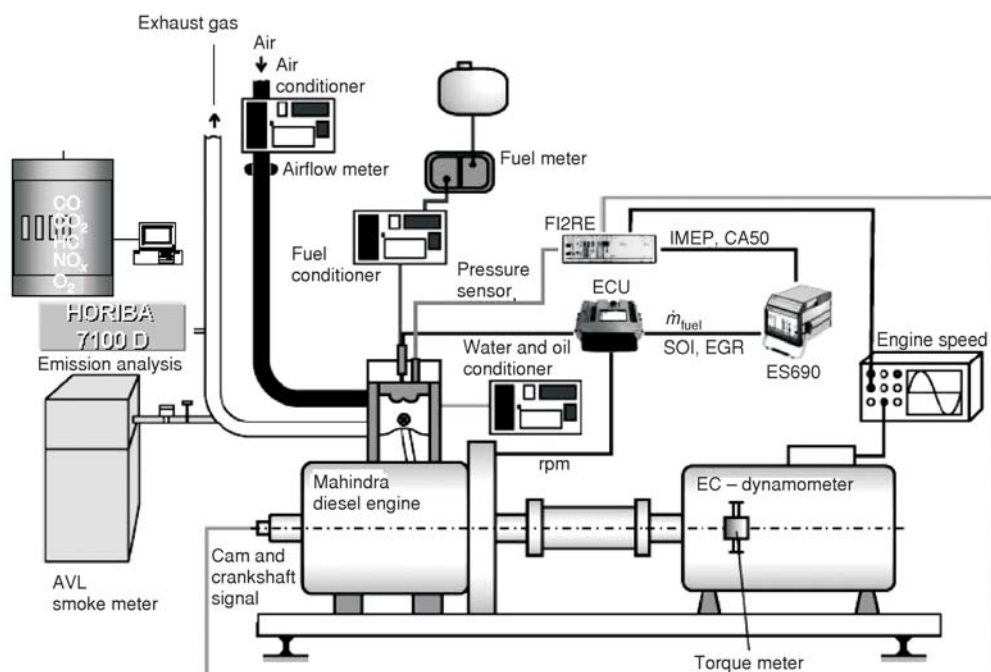 Exhaust gas
Air
Air
conditioner
Airflow meter
Fuel meter
CO
CO₂
HCl
NOₓ
O₂
Fuel
conditioner
FI2RE
IMEP, CA50
Pressure
sensor,
ECU
ṁfuel
SOI, EGR
ES690
Engine speed
HORIBA
7100 D
Emission analysis
Water and oil
conditioner
rpm
Mahindra
diesel engine
EC – dynamometer
Cam and
crankshaft
signal
AVL
smoke meter
Torque meter